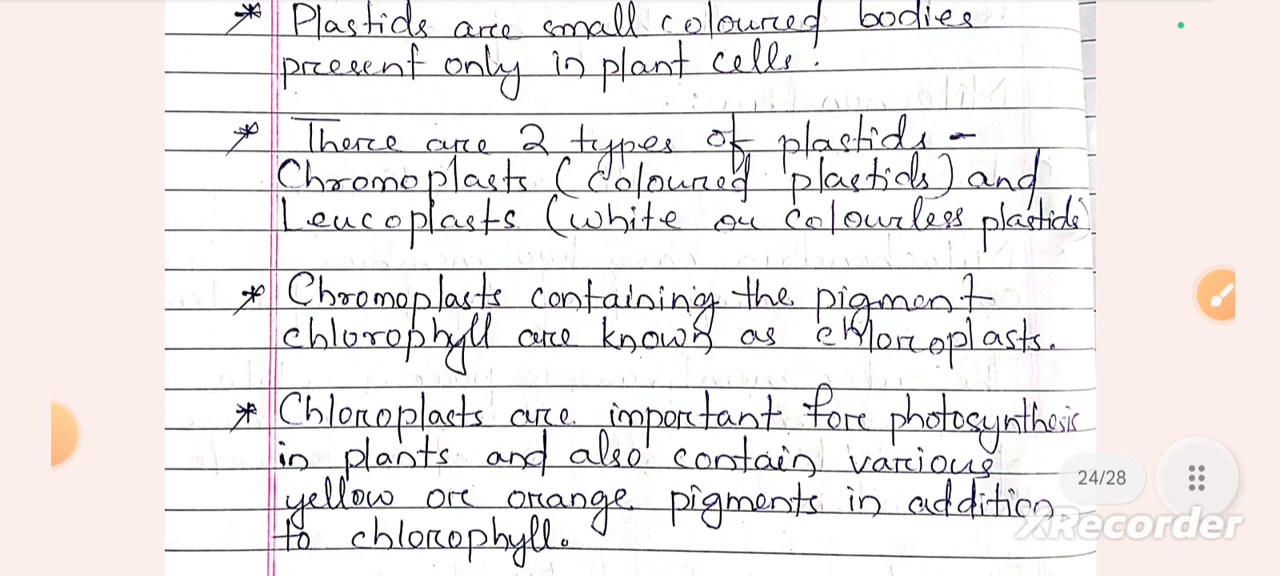 * Plastids are small coloured bodies
present only in plant cells.
* There are 2 types of plastids -
Chromoplasts (Coloured plastids) and
Leucoplasts (white or colourless plastids)
* Chromoplasts containing the pigment
chlorophyll are known as chloroplasts.
* Chloroplasts are important for photosynthesis
in plants and also contain various
yellow or orange pigments in addition
to chlorophyll.
24/28
XRecorder